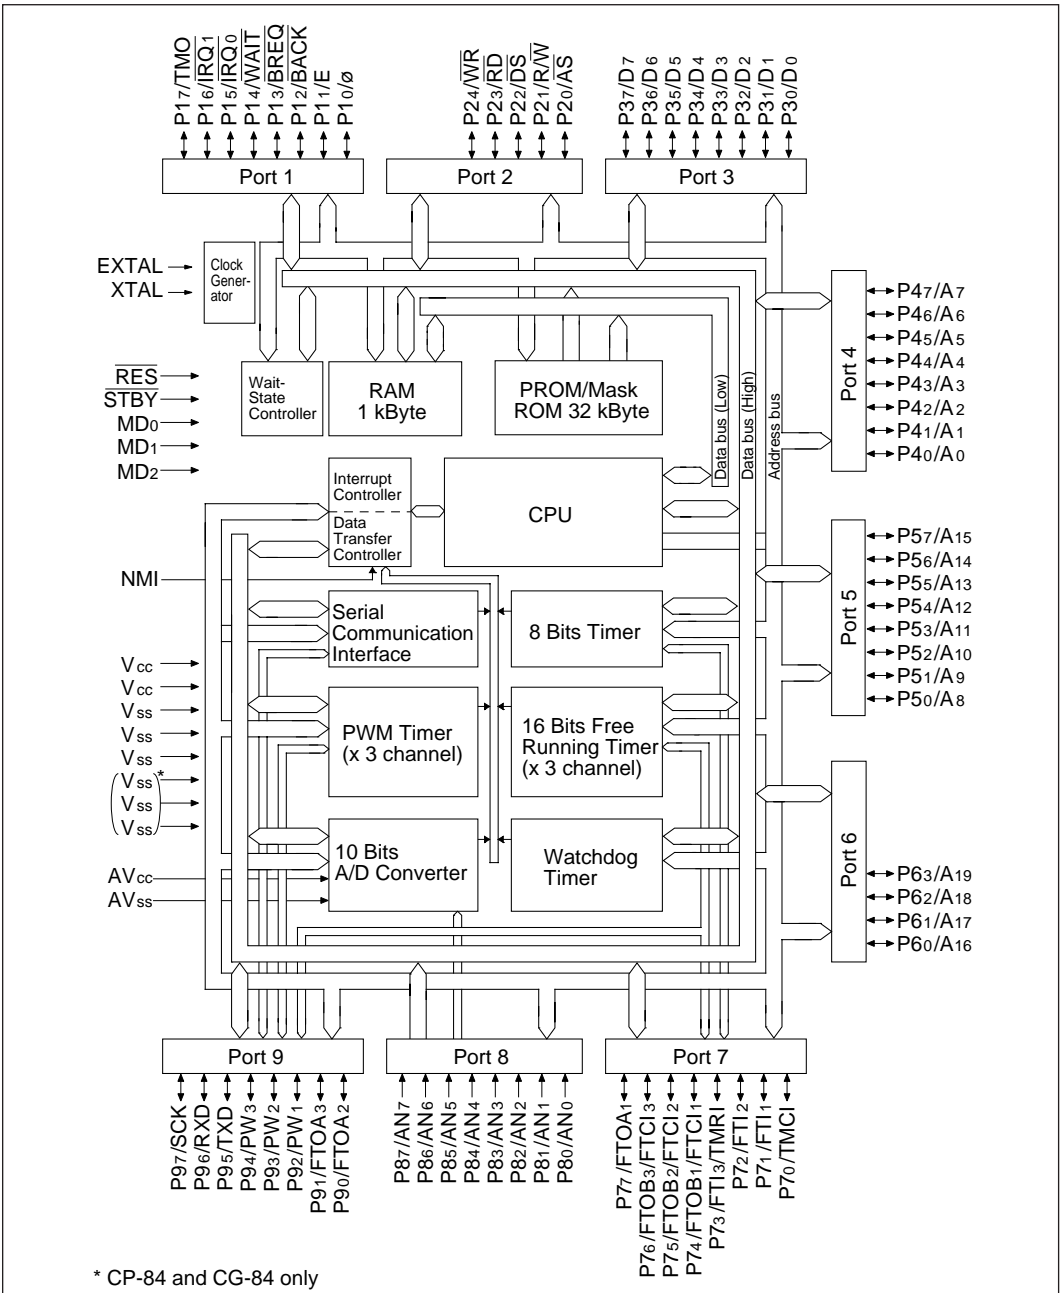 P17/TMO
P16/IRQ1
P15/IRQ0
P14/WAIT
P13/BREQ
P12/BACK
P11/E
P10/ø
P24/WR
P23/RD
P22/DS
P21/R/W
P20/AS
P37/D7
P36/D6
P35/D5
P34/D4
P33/D3
P32/D2
P31/D1
P30/D0
Port 1
Port 2
Port 3
EXTAL
XTAL
Clock
Gener-
ator
RES
STBY
MD0
MD1
MD2
Wait-
State
Controller
RAM
1 kByte
PROM/Mask
ROM 32 kByte
Data bus (Low)
Data bus (High)
Address bus
Port 4
P47/A7
P46/A6
P45/A5
P44/A4
P43/A3
P42/A2
P41/A1
P40/A0
Interrupt
Controller
Data
Transfer
Controller
CPU
NMI
Port 5
P57/A15
P56/A14
P55/A13
P54/A12
P53/A11
P52/A10
P51/A9
P50/A8
Serial
Communication
Interface
8 Bits Timer
Vcc
Vcc
Vss
Vss
Vss
Vss*
Vss
Vss
PWM Timer
(x 3 channel)
16 Bits Free
Running Timer
(x 3 channel)
AVcc
AVss
10 Bits
A/D Converter
Watchdog
Timer
Port 6
P63/A19
P62/A18
P61/A17
P60/A16
Port 9
Port 8
Port 7
P97/SCK
P96/RXD
P95/TXD
P94/PW3
P93/PW2
P92/PW1
P91/FTOA3
P90/FTOA2
P87/AN7
P86/AN6
P85/AN5
P84/AN4
P83/AN3
P82/AN2
P81/AN1
P80/AN0
P77/FTOA1
P76/FTOB3/FTCI3
P75/FTOB2/FTCI2
P74/FTOB1/FTCI1
P73/FTI3/TMRI
P72/FTI2
P71/FTI1
P70/TMCI
* CP-84 and CG-84 only